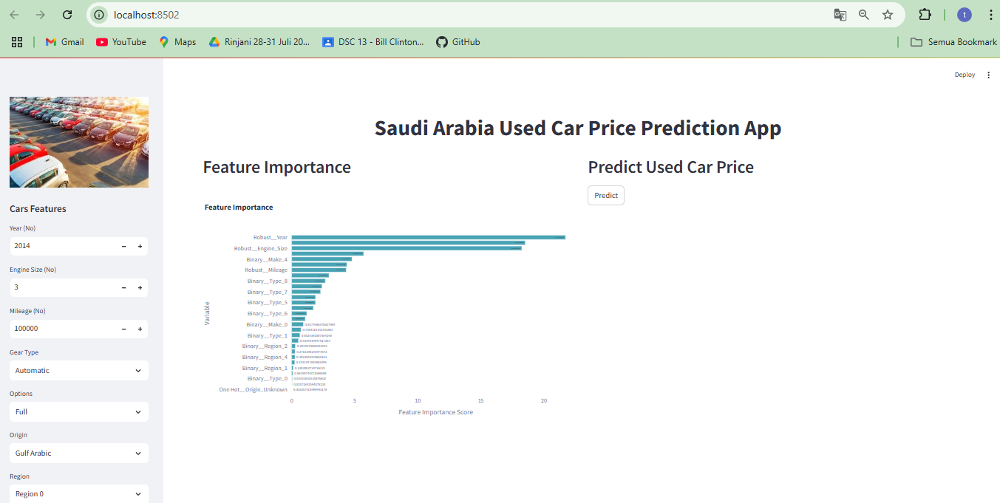 localhost:8502
t
Gmail YouTube Maps Rinjani 28-31 Juli 20... DSC 13 - Bill Clinton... GitHub Semua Bookmark
Deploy
Cars Features
Year (No)
2014
Engine Size (No)
3
Mileage (No)
100000
Gear Type
Automatic
Options
Full
Origin
Gulf Arabic
Region
Region 0
Saudi Arabia Used Car Price Prediction App
Feature Importance
Feature Importance
Variable
Robust__Year
Robust__Engine_Size
Binary__Make_4
Robust__Mileage
Binary__Type_8
Binary__Type_7
Binary__Type_5
Binary__Type_6
Binary__Make_0
Binary__Type_1
Binary__Region_2
Binary__Region_4
Binary__Region_1
Binary__Type_0
One Hot__Origin_Unknown
0 5 10 15 20
Feature Importance Score
Predict Used Car Price
Predict